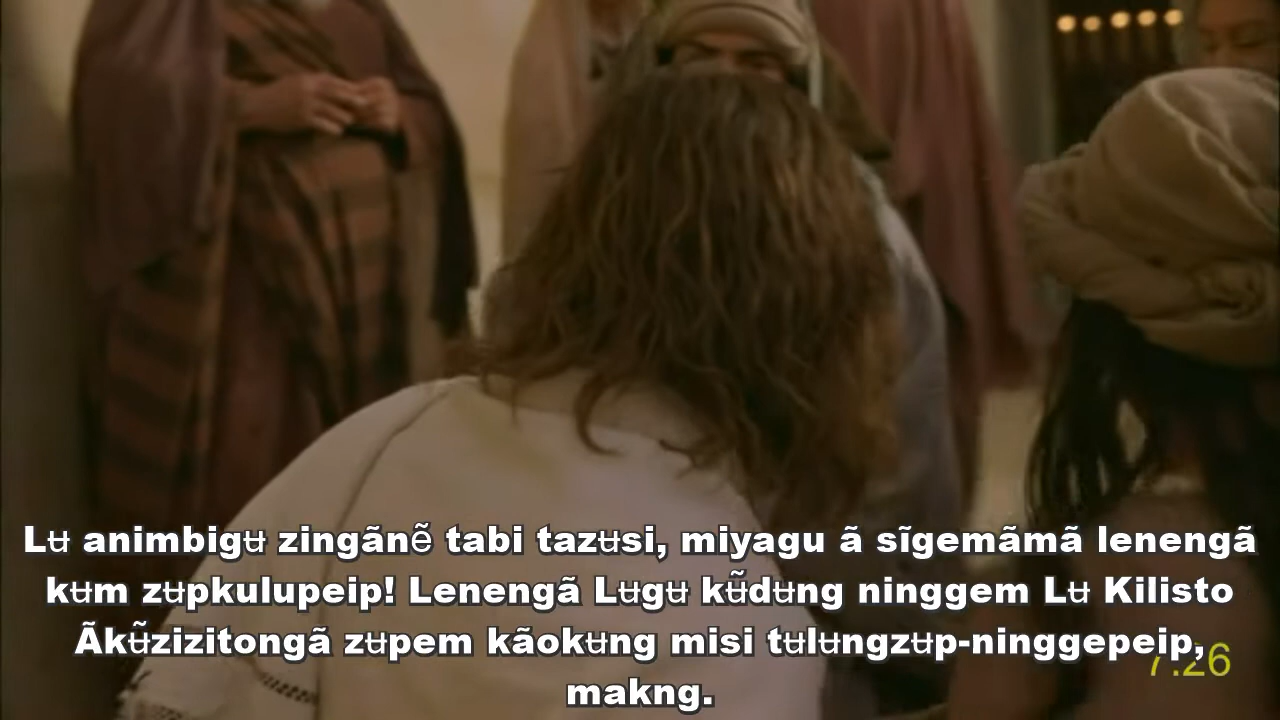 Lʉ animbigʉ zingãnẽ tabi tazʉsi, miyagu ã sĩgemãmã lenengã
kʉm zʉpkulupeip! Lenengã Lʉgʉ kʉ̃dʉng ninggem Lʉ Kilisto
Ãkʉ̃zizitongã zʉpem kãokʉng misi tʉlʉngzʉp-ninggepeip,
makng.
7:26